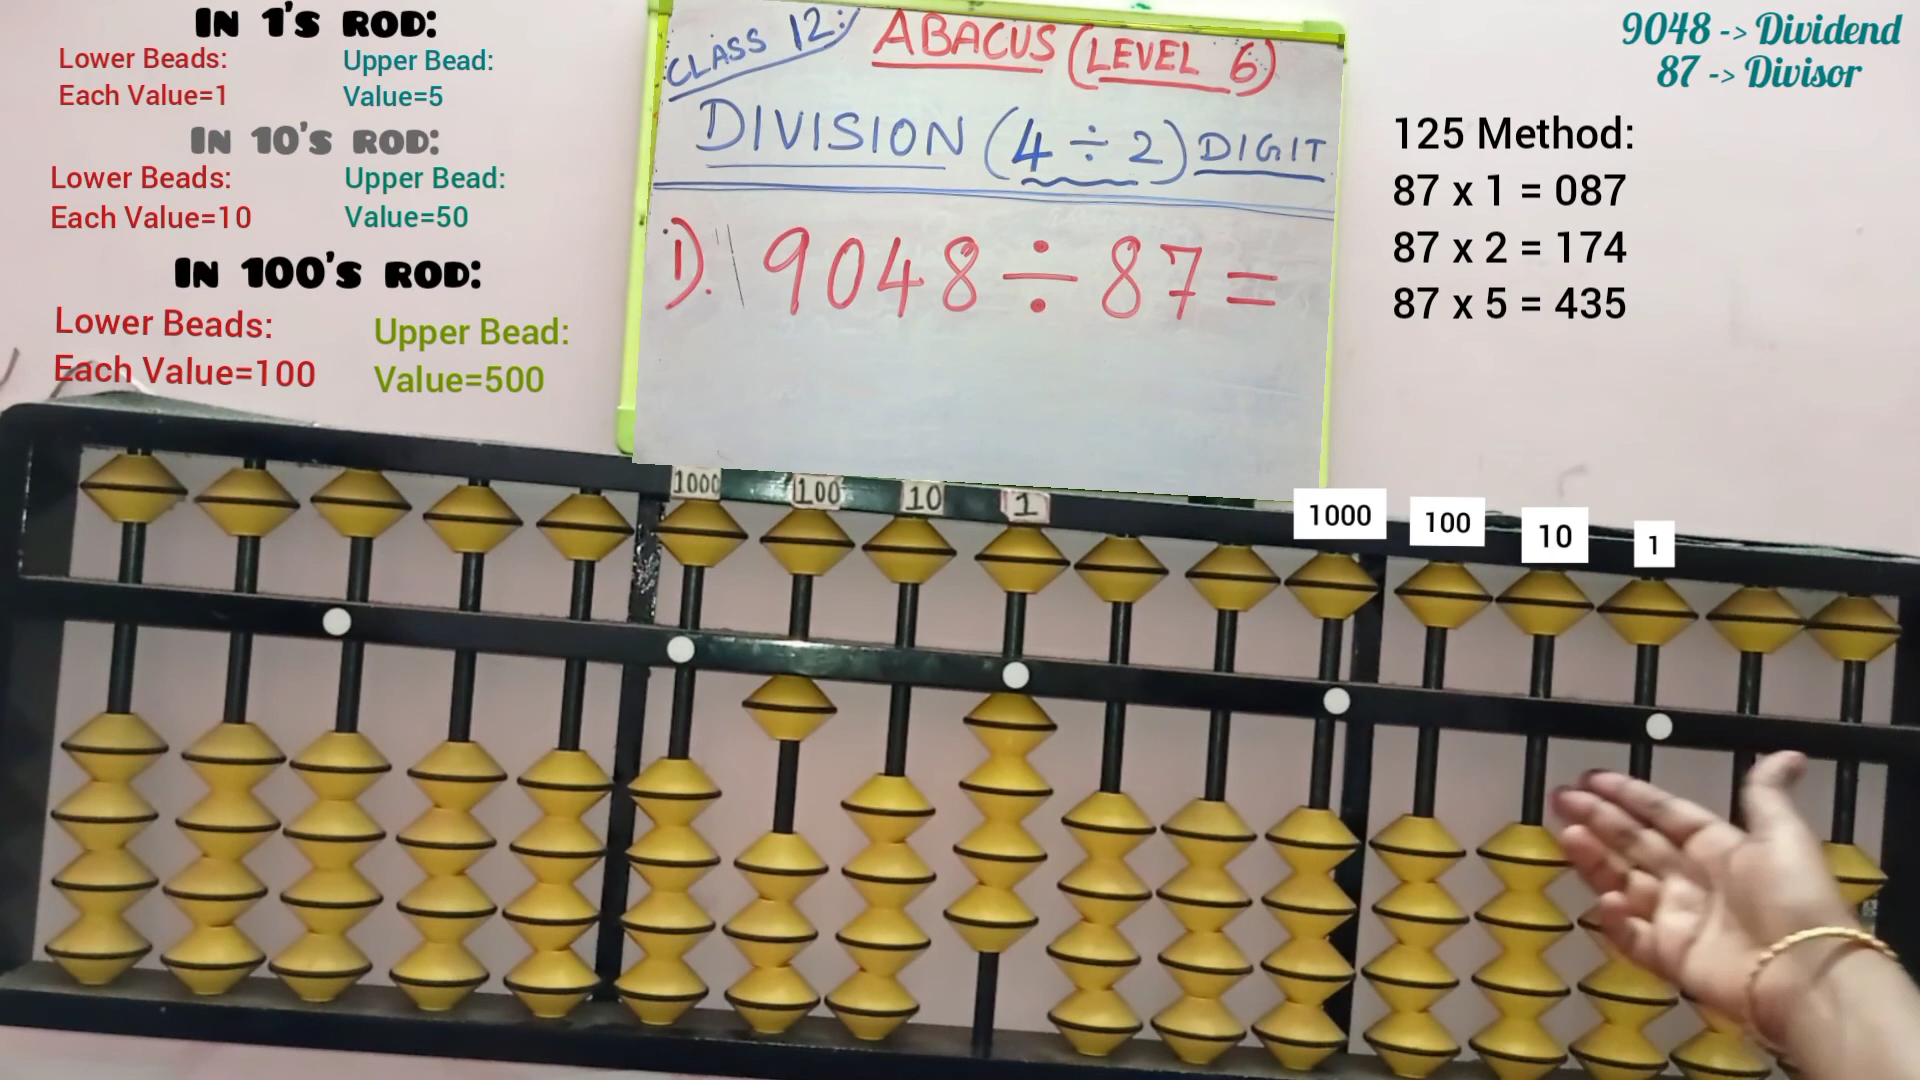 IN 1'S ROD:
Lower Beads:
Each Value=1
Upper Bead:
Value=5
IN 10'S ROD:
Lower Beads:
Each Value=10
Upper Bead:
Value=50
IN 100'S ROD:
Lower Beads:
Each Value=100
Upper Bead:
Value=500
CLASS 12:
ABACUS (LEVEL 6)
DIVISION (4 ÷ 2) DIGIT
1). 9048 ÷ 87 =
9048 -> Dividend
87 -> Divisor
125 Method:
87 x 1 = 087
87 x 2 = 174
87 x 5 = 435
1000 100 10 1
1000 100 10 1